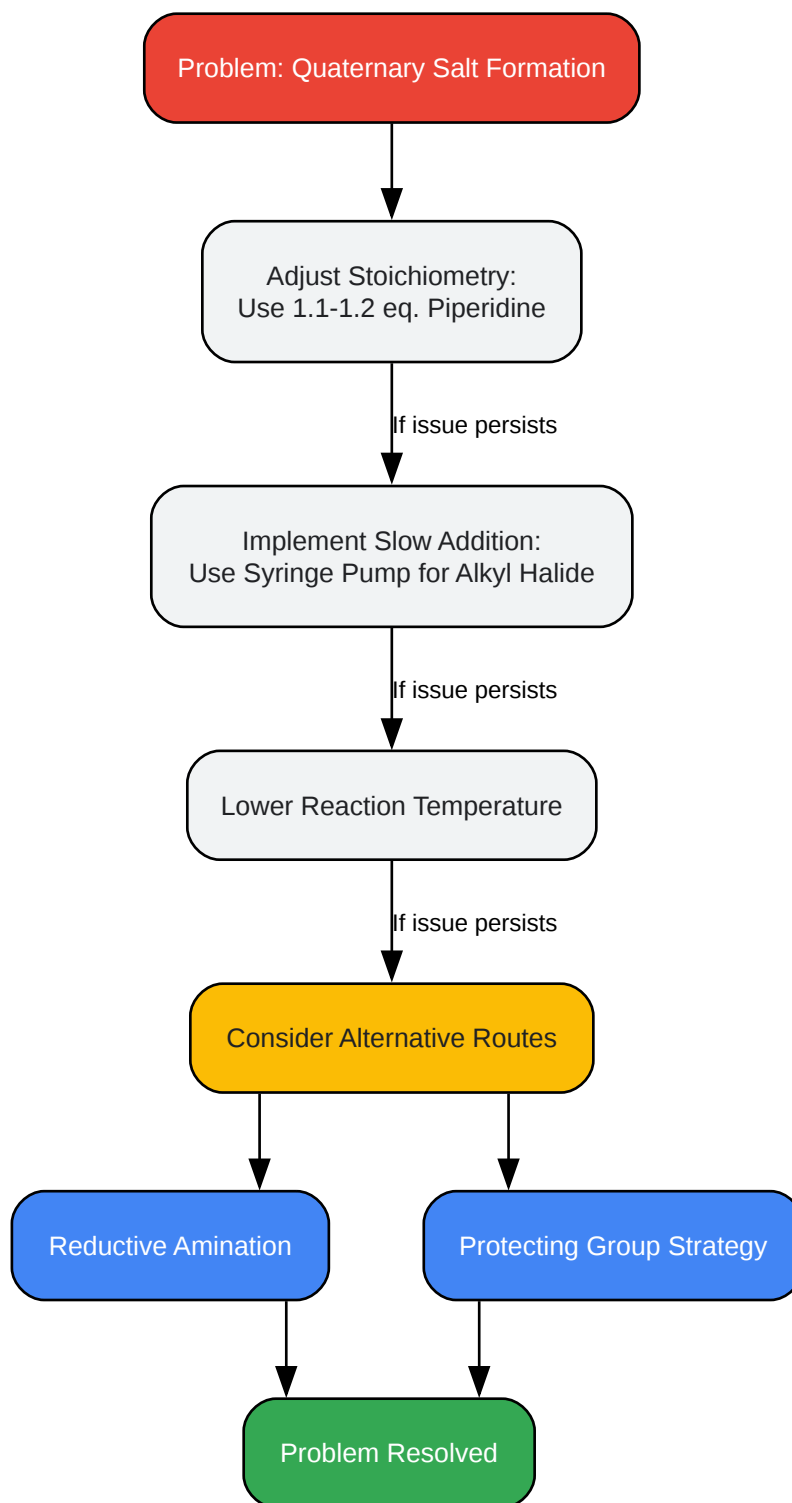 Problem: Quaternary Salt Formation
Adjust Stoichiometry:
Use 1.1-1.2 eq. Piperidine
If issue persists
Implement Slow Addition:
Use Syringe Pump for Alkyl Halide
If issue persists
Lower Reaction Temperature
If issue persists
Consider Alternative Routes
Reductive Amination
Protecting Group Strategy
Problem Resolved